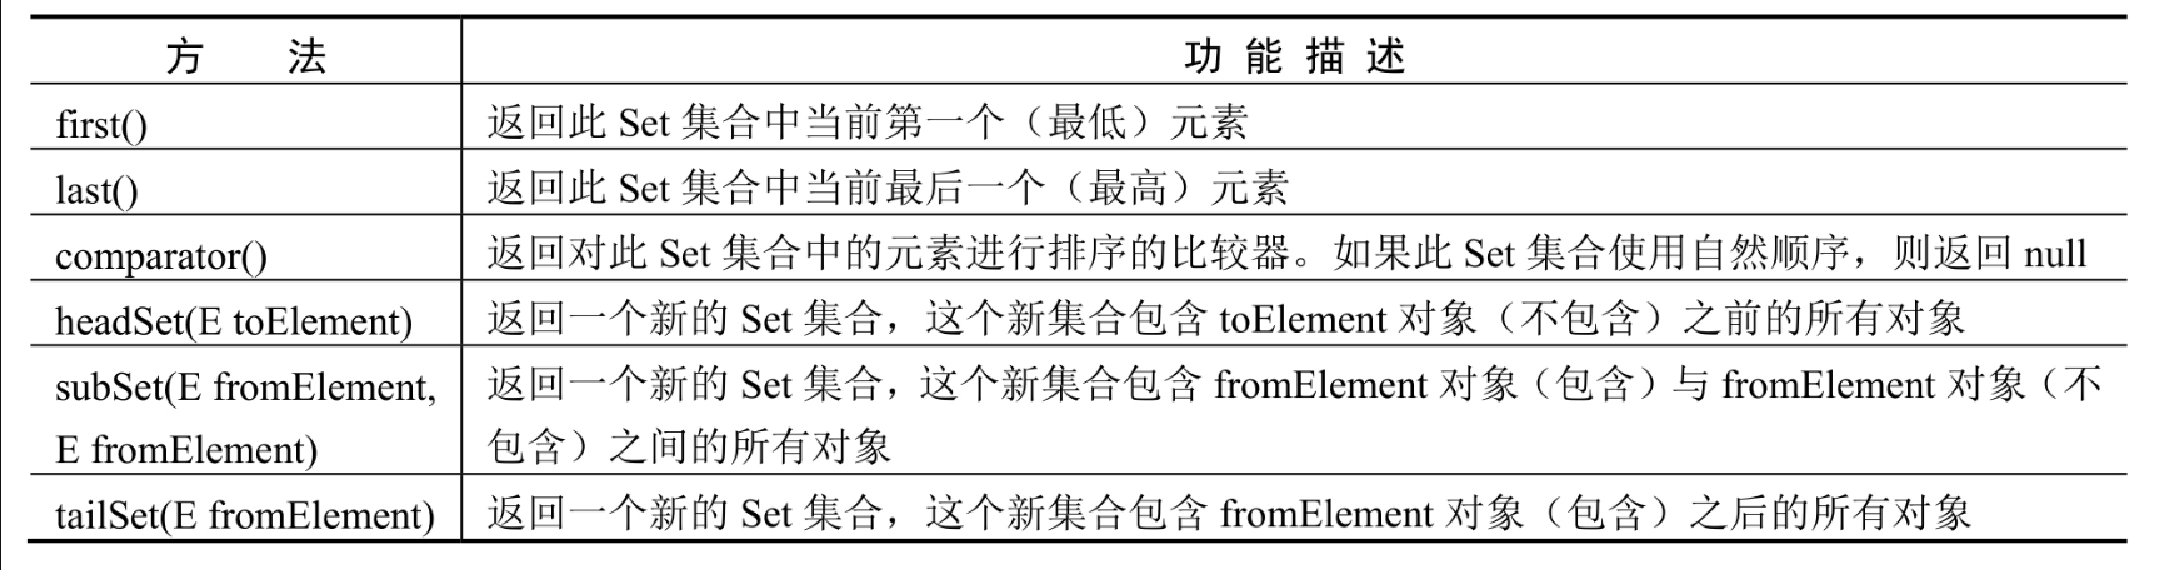 方 法 功 能 描 述
first() 返回此 Set 集合中当前第一个（最低）元素
last() 返回此 Set 集合中当前最后一个（最高）元素
comparator() 返回对此 Set 集合中的元素进行排序的比较器。如果此 Set 集合使用自然顺序，则返回 null
headSet(E toElement) 返回一个新的 Set 集合，这个新集合包含 toElement 对象（不包含）之前的所有对象
subSet(E fromElement, 返回一个新的 Set 集合，这个新集合包含 fromElement 对象（包含）与 fromElement 对象（不
E fromElement) 包含）之间的所有对象
tailSet(E fromElement) 返回一个新的 Set 集合，这个新集合包含 fromElement 对象（包含）之后的所有对象